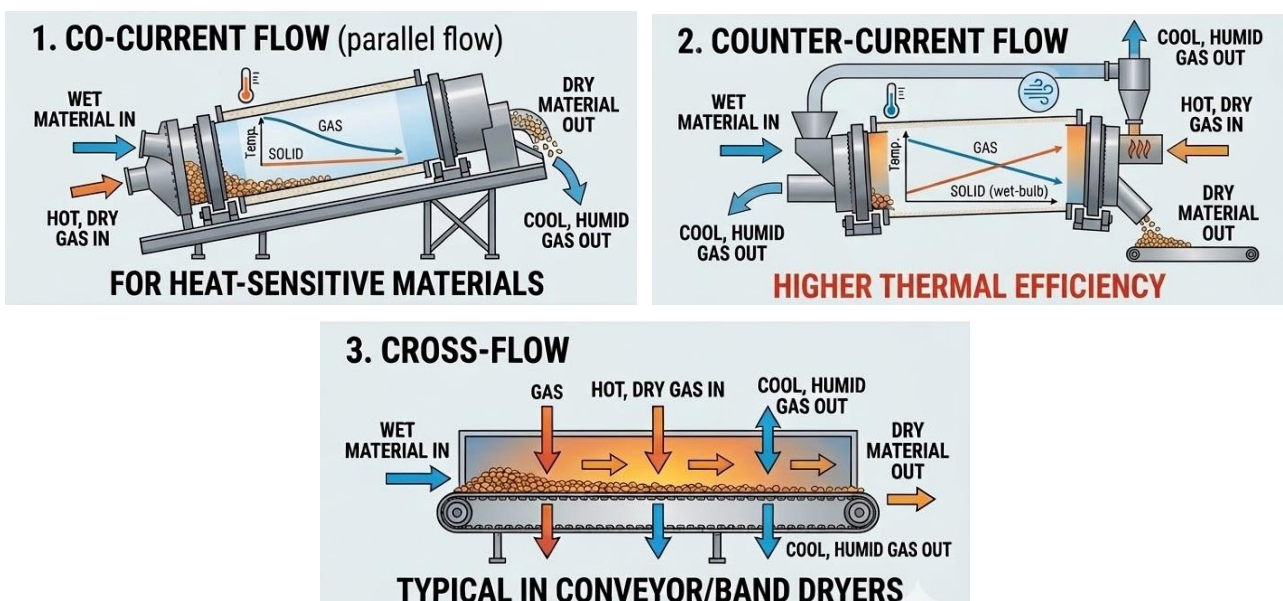 1. CO-CURRENT FLOW (parallel flow)
WET
MATERIAL IN
HOT, DRY
GAS IN
Temp.
GAS
SOLID
DRY
MATERIAL
OUT
COOL, HUMID
GAS OUT
FOR HEAT-SENSITIVE MATERIALS
2. COUNTER-CURRENT FLOW
COOL, HUMID
GAS OUT
WET
MATERIAL IN
HOT, DRY
GAS IN
Tamp.
GAS
SOLID (wet-bulb)
COOL, HUMID
GAS OUT
DRY
MATERIAL
OUT
HIGHER THERMAL EFFICIENCY
3. CROSS-FLOW
GAS
HOT, DRY GAS IN
COOL, HUMID
GAS OUT
WET
MATERIAL IN
DRY
MATERIAL
OUT
COOL, HUMID GAS OUT
TYPICAL IN CONVEYOR/BAND DRYERS